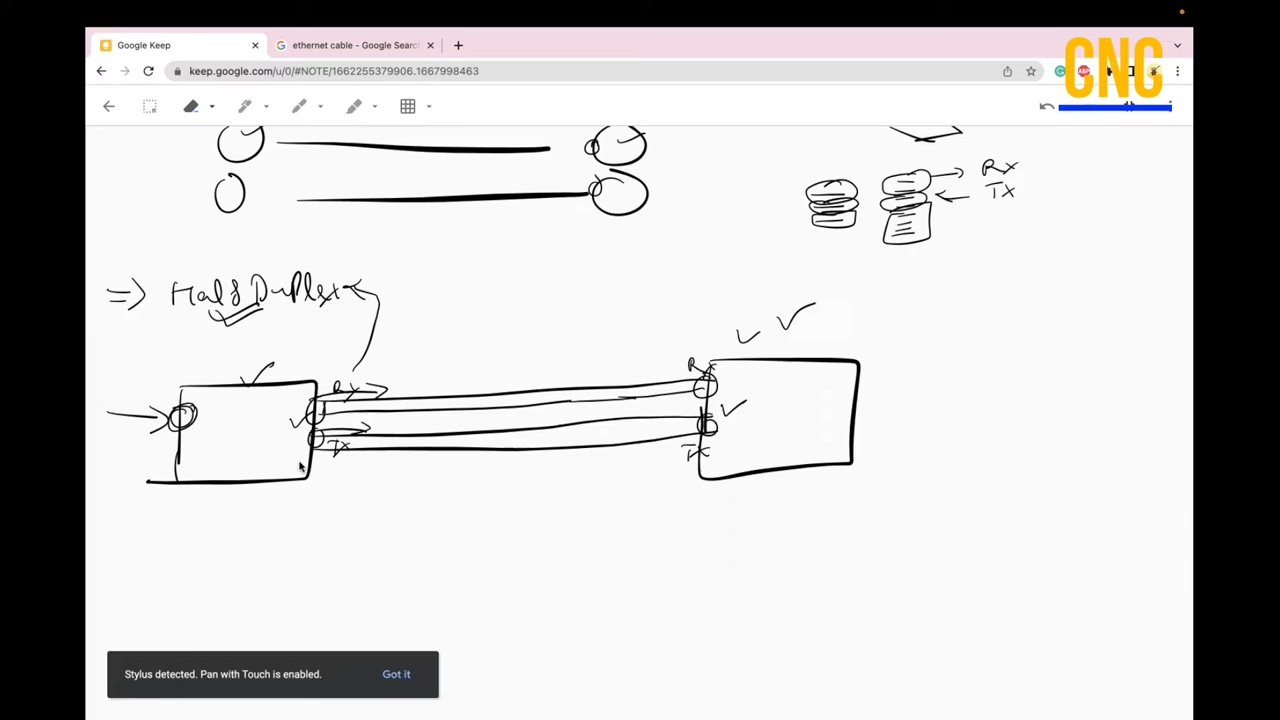 Google Keep
ethernet cable - Google Searc
keep.google.com/u/0/#NOTE/1662255379906.1667998463
CNC
Rx
Tx
=> Half Duplex
Rx
Rx
Tx
Tx
Stylus detected. Pan with Touch is enabled.
Got it